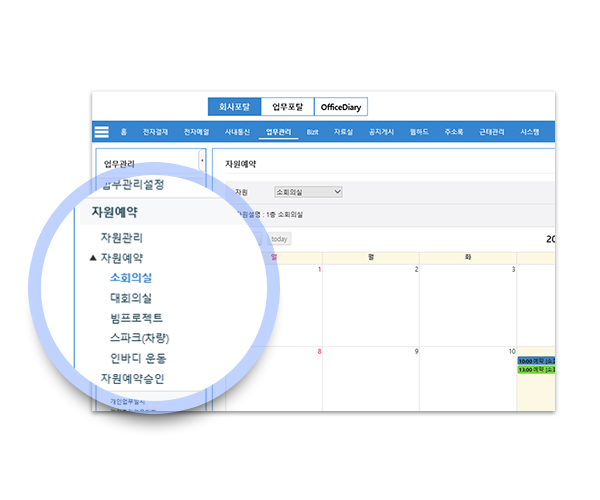 회사포탈 업무포탈 OfficeDiary
홈 전자결재 전자메일 사내통신 업무관리 Bizit 자료실 공지게시 웹하드 주소록 근태관리 시스템
업무관리
자원예약
업무관리설정
자원 소회의실
자원예약
자원설명 : 1층 소회의실
자원관리
today
20
자원예약
일 월 화
소회의실
1 2 3
대회의실
빔프로젝트
스파크(차량)
인바디 운동
8 9 10
10:00 예약 [소
자원예약승인
13:00 예약 [소
개인업무일지